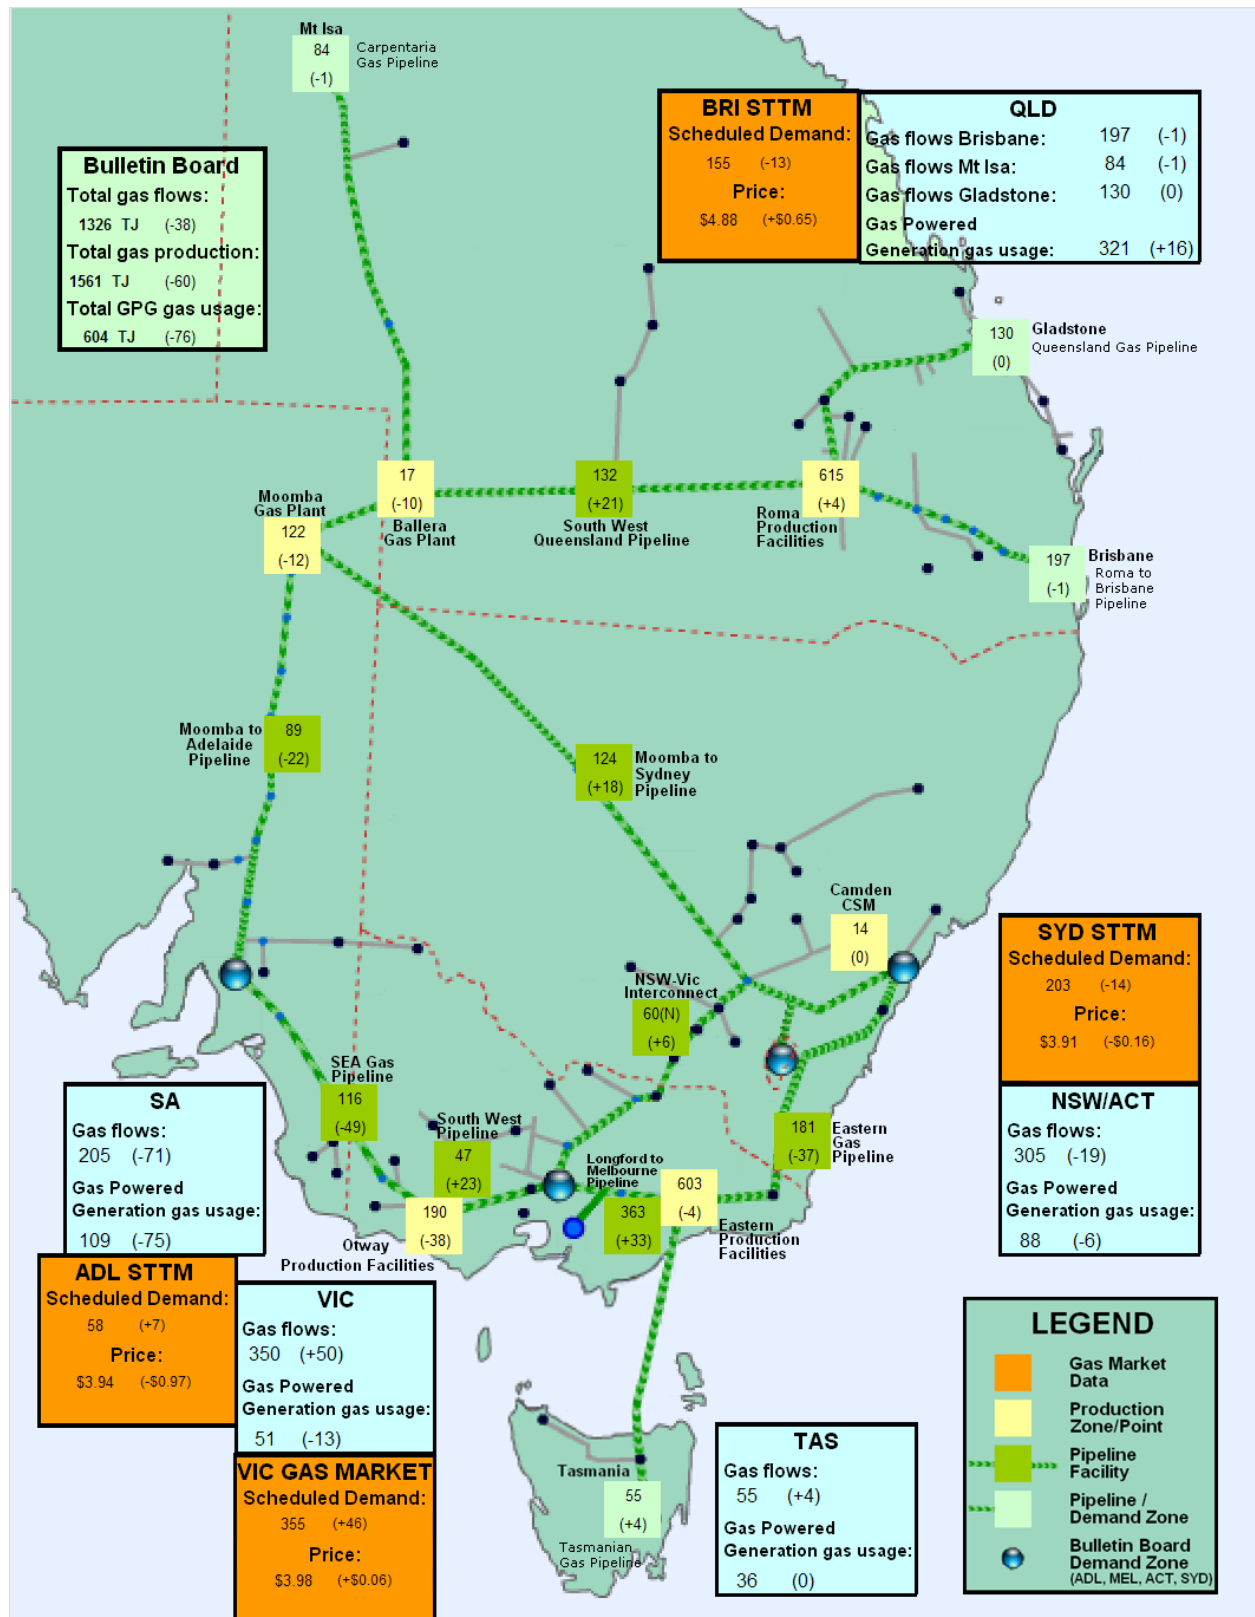 Mt Isa
84
(-1)
Carpentaria
Gas Pipeline
BRI STTM
Scheduled Demand:
155 (-13)
Price:
$4.88 (+$0.65)
QLD
Gas flows Brisbane: 197 (-1)
Gas flows Mt Isa: 84 (-1)
Gas flows Gladstone: 130 (0)
Gas Powered
Generation gas usage: 321 (+16)
Bulletin Board
Total gas flows:
1326 TJ (-38)
Total gas production:
1561 TJ (-60)
Total GPG gas usage:
604 TJ (-76)
130
(0)
Gladstone
Queensland Gas Pipeline
17
(-10)
Ballera
Gas Plant
132
(+21)
South West
Queensland Pipeline
615
(+4)
Roma
Production
Facilities
Moomba
Gas Plant
122
(-12)
197
(-1)
Brisbane
Roma to
Brisbane
Pipeline
Moomba to
Adelaide
Pipeline
89
(-22)
124
(+18)
Moomba to
Sydney
Pipeline
Camden
CSM
14
(0)
SYD STTM
Scheduled Demand:
203 (-14)
Price:
$3.91 (-$0.16)
NSW-Vic
Interconnect
60(N)
(+6)
SEA Gas
Pipeline
116
(-49)
SA
Gas flows:
205 (-71)
Gas Powered
Generation gas usage:
109 (-75)
South West
Pipeline
47
(+23)
Longford to
Melbourne
Pipeline
363
(+33)
603
(-4)
Eastern
Production
Facilities
181
(-37)
Eastern
Gas
Pipeline
NSW/ACT
Gas flows:
305 (-19)
Gas Powered
Generation gas usage:
88 (-6)
190
(-38)
Otway
Production Facilities
ADL STTM
Scheduled Demand:
58 (+7)
Price:
$3.94 (-$0.97)
VIC
Gas flows:
350 (+50)
Gas Powered
Generation gas usage:
51 (-13)
VIC GAS MARKET
Scheduled Demand:
355 (+46)
Price:
$3.98 (+$0.06)
Tasmania
55
(+4)
Tasmanian
Gas Pipeline
TAS
Gas flows:
55 (+4)
Gas Powered
Generation gas usage:
36 (0)
LEGEND
Gas Market
Data
Production
Zone/Point
Pipeline
Facility
Pipeline /
Demand Zone
Bulletin Board
Demand Zone
(ADL, MEL, ACT, SYD)